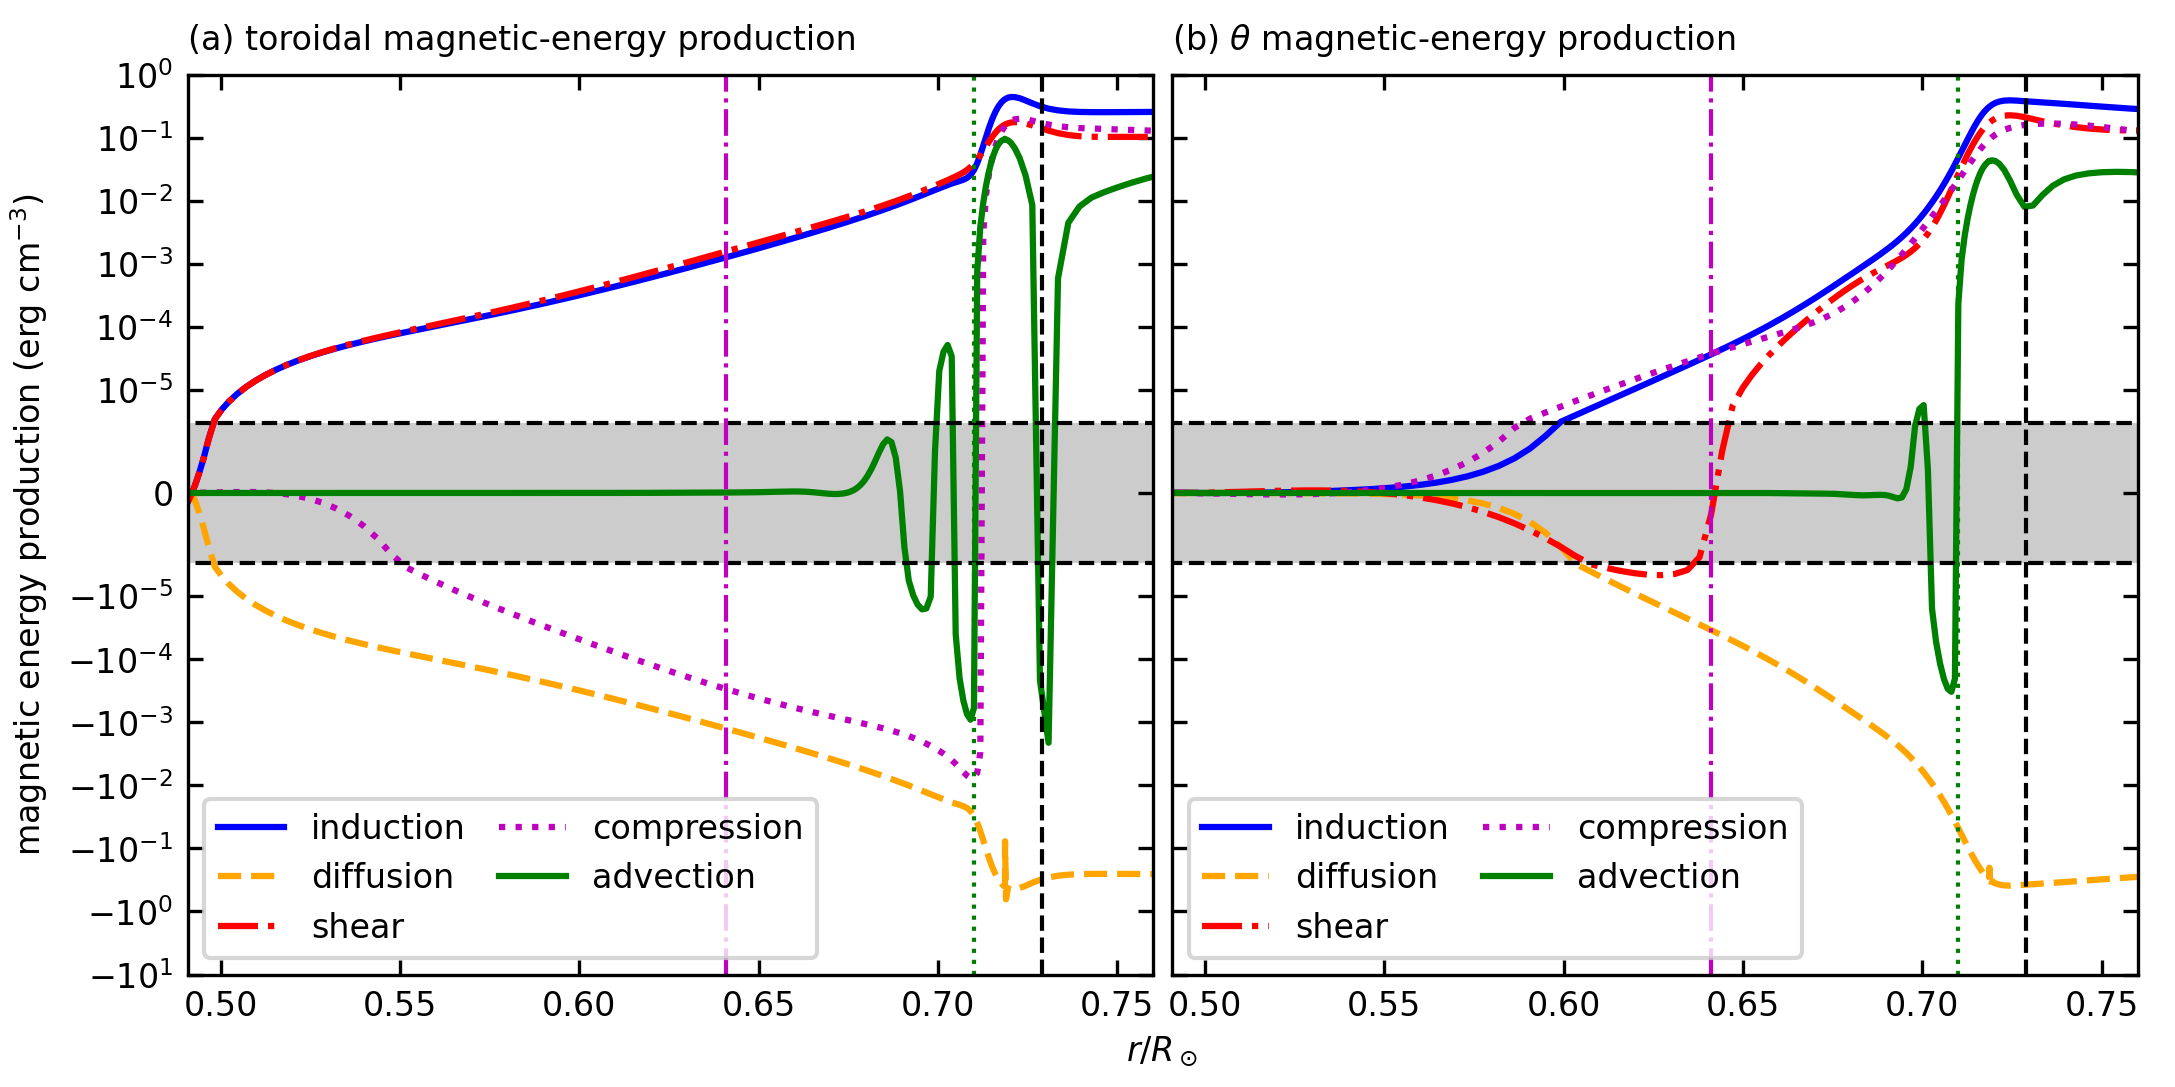 (a) toroidal magnetic-energy production
(b) θ magnetic-energy production
magnetic energy production (erg cm⁻³)
10⁰
10⁻¹
10⁻²
10⁻³
10⁻⁴
10⁻⁵
0
−10⁻⁵
−10⁻⁴
−10⁻³
−10⁻²
−10⁻¹
−10⁰
−10¹
induction
diffusion
shear
compression
advection
induction
diffusion
shear
compression
advection
0.50 0.55 0.60 0.65 0.70 0.75
0.50 0.55 0.60 0.65 0.70 0.75
r/R⊙